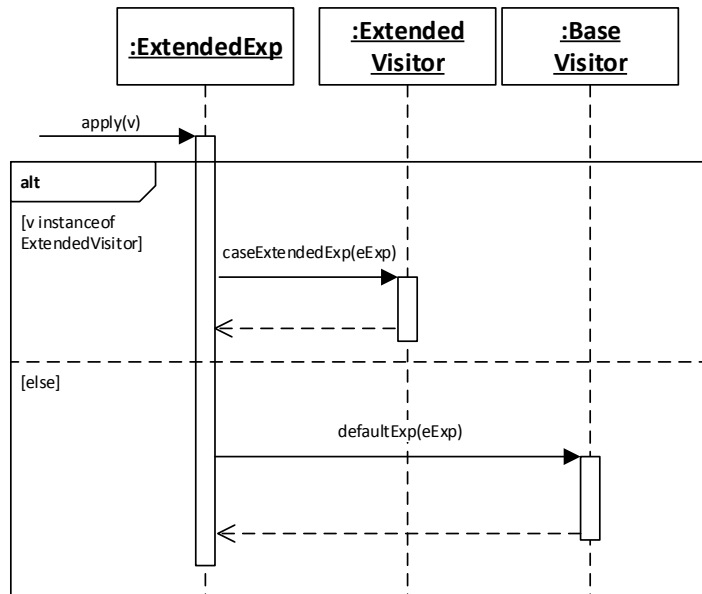 :ExtendedExp
:Extended
Visitor
:Base
Visitor
apply(v)
alt
[v instanceof
ExtendedVisitor]
caseExtendedExp(eExp)
[else]
defaultExp(eExp)